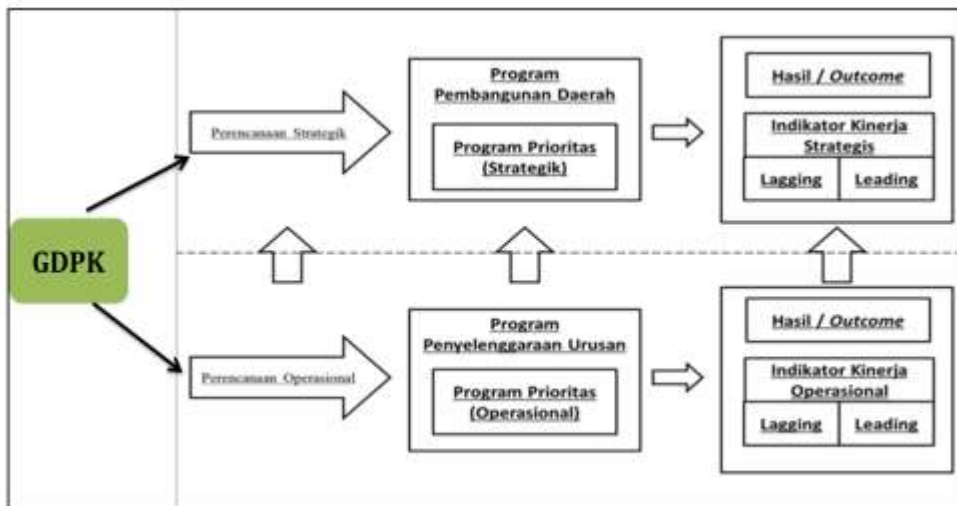 GDPK
Perencanaan Strategik
Program
Pembangunan Daerah
Program Prioritas
(Strategik)
Hasil / Outcome
Indikator Kinerja
Strategis
Lagging
Leading
Perencanaan Operasional
Program
Penyelenggaraan Urusan
Program Prioritas
(Operasional)
Hasil / Outcome
Indikator Kinerja
Operasional
Lagging
Leading